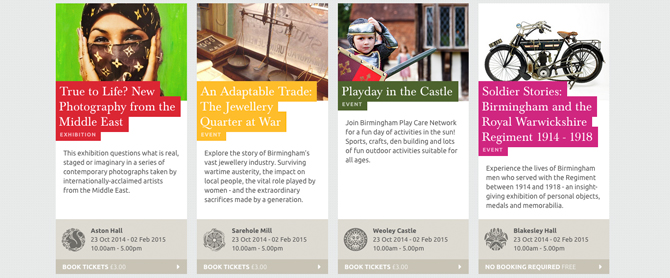 True to Life? New
Photography from the
Middle East
EXHIBITION
This exhibition questions what is real,
staged or imaginary in a series of
contemporary photographs taken by
internationally-acclaimed artists
from the Middle East.
Aston Hall
23 Oct 2014 - 02 Feb 2015
10.00am - 5.00pm
BOOK TICKETS £3.00
An Adaptable Trade:
The Jewellery
Quarter at War
EVENT
Explore the story of Birmingham's
vast jewellery industry. Surviving
wartime austerity, the impact on
local people, the vital role played by
women - and the extraordinary
sacrifices made by a generation.
Sarehole Mill
23 Oct 2014 - 02 Feb 2015
10.00am - 5.00pm
BOOK TICKETS £3.00
Playday in the Castle
EVENT
Join Birmingham Play Care Network
for a fun day of activities in the sun!
Sports, crafts, den building and lots
of fun outdoor activities suitable for
all ages.
Weoley Castle
23 Oct 2014 - 02 Feb 2015
10.00am - 5.00pm
BOOK TICKETS £3.00
Soldier Stories:
Birmingham and the
Royal Warwickshire
Regiment 1914 - 1918
EVENT
Experience the lives of Birmingham
men who served with the Regiment
between 1914 and 1918 - an insight-
giving exhibition of personal objects,
medals and memorabilia.
Blakesley Hall
23 Oct 2014 - 02 Feb 2015
10.00am - 5.00pm
NO BOOKING REQUIRED FREE